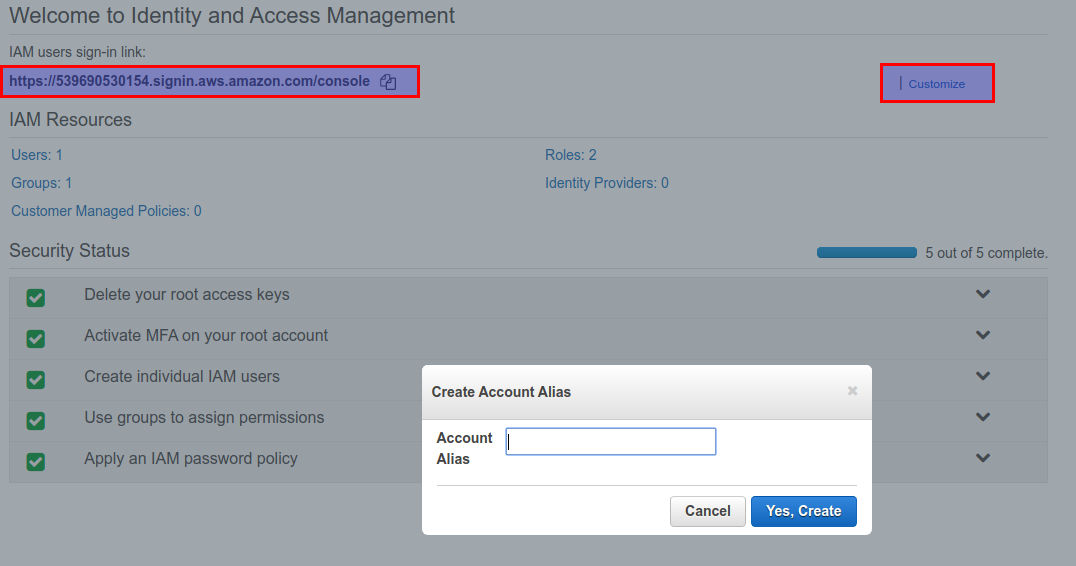 Welcome to Identity and Access Management
IAM users sign-in link:
https://539690530154.signin.aws.amazon.com/console | Customize
IAM Resources
Users: 1 Roles: 2
Groups: 1 Identity Providers: 0
Customer Managed Policies: 0
Security Status 5 out of 5 complete.
Delete your root access keys
Activate MFA on your root account
Create individual IAM users
Use groups to assign permissions
Apply an IAM password policy
Create Account Alias
Account
Alias
Cancel Yes, Create